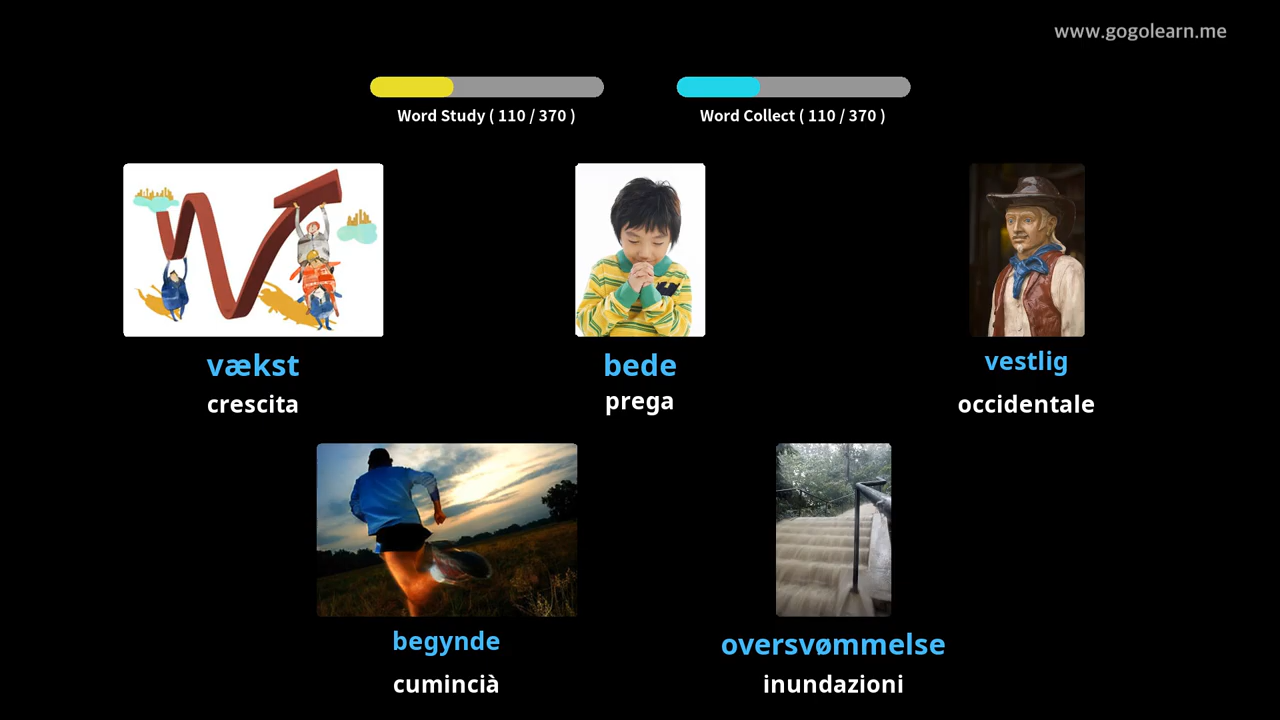 www.gogolearn.me
Word Study ( 110 / 370 )
Word Collect ( 110 / 370 )
vækst
crescita
bede
prega
vestlig
occidentale
begynde
cumincià
oversvømmelse
inundazioni